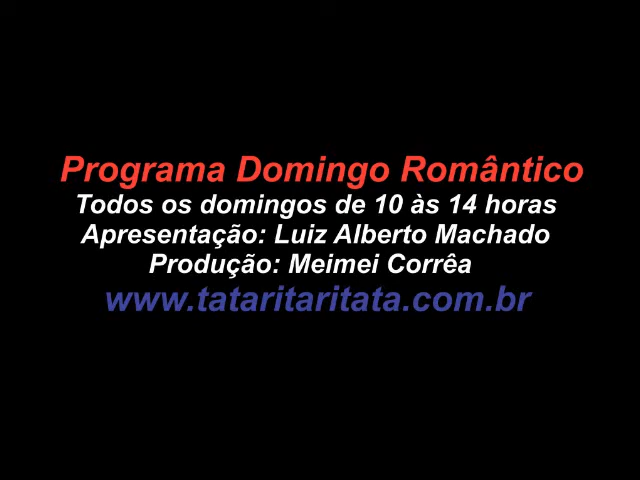 Programa Domingo Romântico
Todos os domingos de 10 às 14 horas
Apresentação: Luiz Alberto Machado
Produção: Meimei Corrêa
www.tataritaritata.com.br